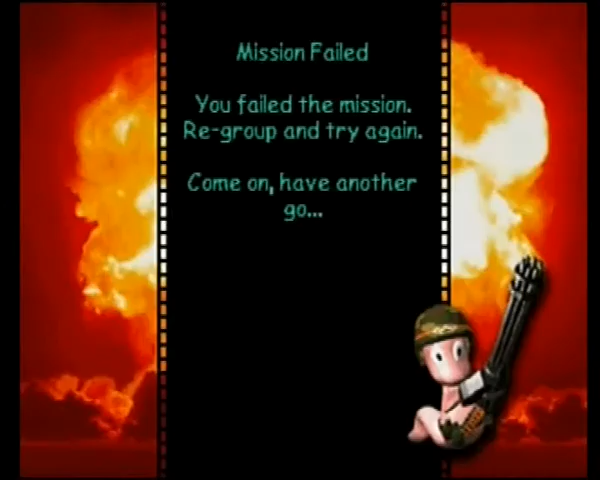 Mission Failed
You failed the mission.
Re-group and try again.
Come on, have another
go...